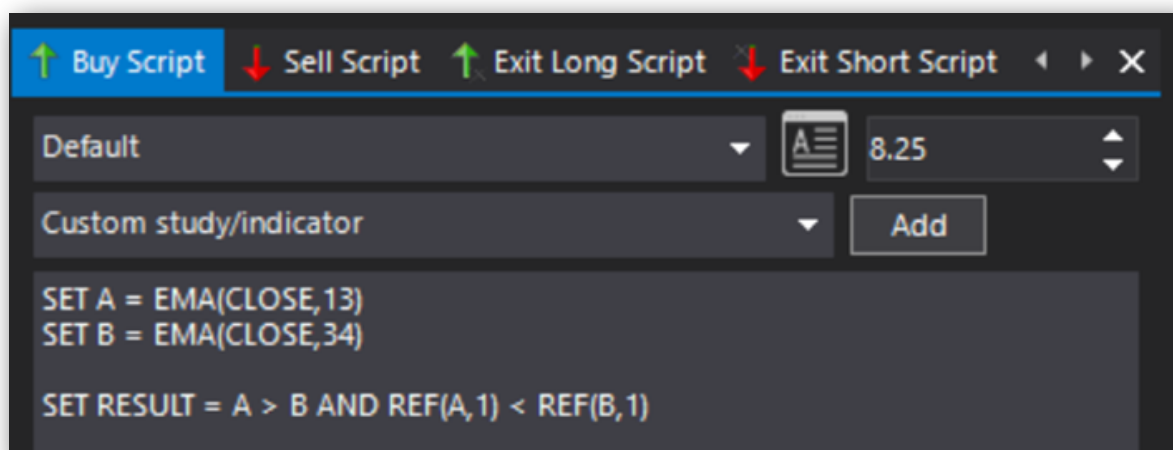 Buy Script Sell Script Exit Long Script Exit Short Script
Default 8.25
Custom study/indicator Add
SET A = EMA(CLOSE,13)
SET B = EMA(CLOSE,34)
SET RESULT = A > B AND REF(A,1) < REF(B,1)